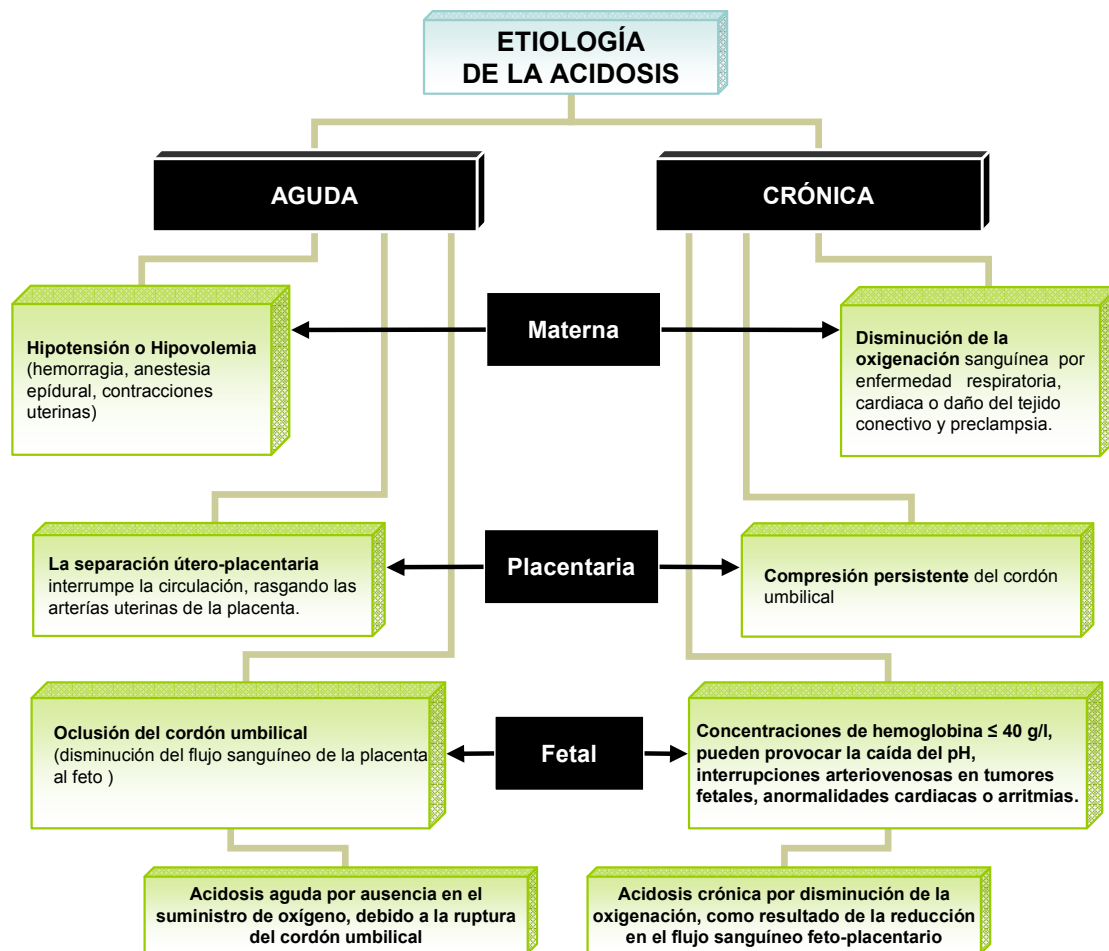 ETIOLOGÍA
DE LA ACIDOSIS
AGUDA
CRÓNICA
Hipotensión o Hipovolemia
(hemorragia, anestesia
epídural, contracciones
uterinas)
Materna
Disminución de la
oxigenación sanguínea por
enfermedad respiratoria,
cardiaca o daño del tejido
conectivo y preclampsia.
La separación útero-placentaria
interrumpe la circulación, rasgando las
arterías uterinas de la placenta.
Placentaria
Compresión persistente del cordón
umbilical
Oclusión del cordón umbilical
(disminución del flujo sanguíneo de la placenta
al feto )
Fetal
Concentraciones de hemoglobina ≤ 40 g/l,
pueden provocar la caída del pH,
interrupciones arteriovenosas en tumores
fetales, anormalidades cardiacas o arritmias.
Acidosis aguda por ausencia en el
suministro de oxígeno, debido a la ruptura
del cordón umbilical
Acidosis crónica por disminución de la
oxigenación, como resultado de la reducción
en el flujo sanguíneo feto-placentario